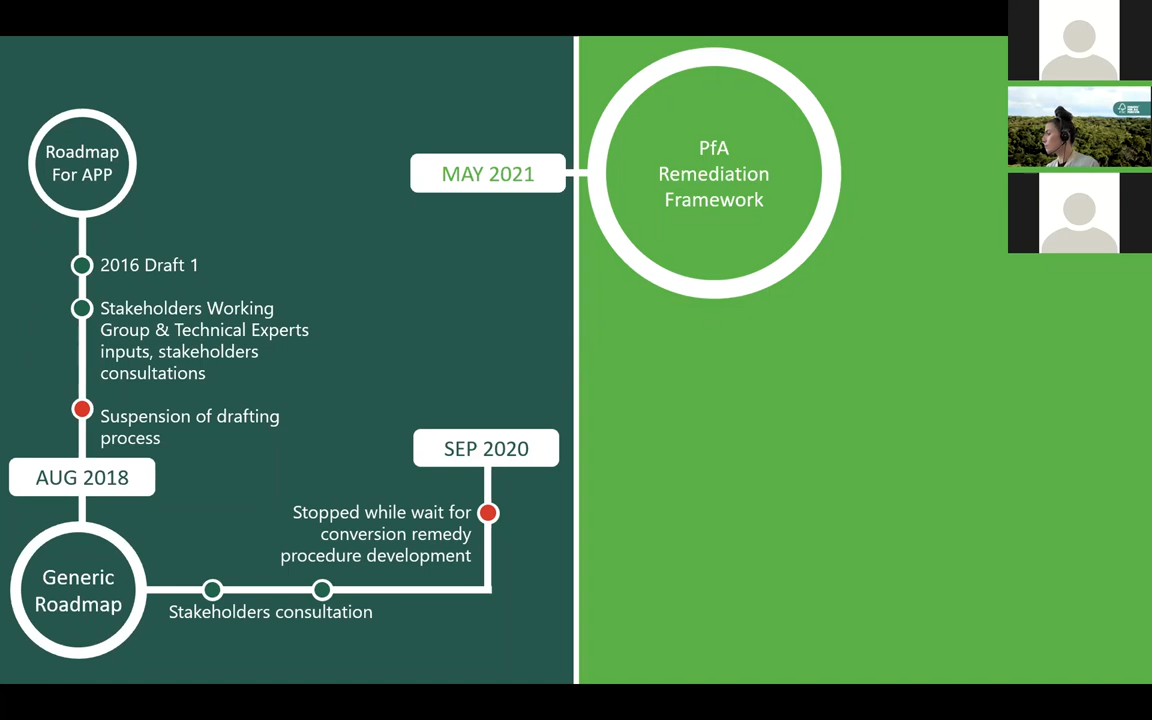 Roadmap
For APP
2016 Draft 1
Stakeholders Working
Group & Technical Experts
inputs, stakeholders
consultations
Suspension of drafting
process
AUG 2018
Generic
Roadmap
Stakeholders consultation
Stopped while wait for
conversion remedy
procedure development
SEP 2020
MAY 2021
PfA
Remediation
Framework